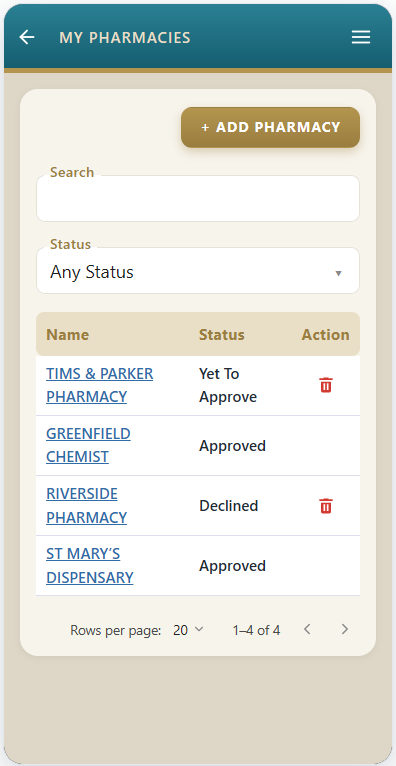 MY PHARMACIES
+ ADD PHARMACY
Search
Status
Any Status
Name Status Action
TIMS & PARKER PHARMACY Yet To Approve
GREENFIELD CHEMIST Approved
RIVERSIDE PHARMACY Declined
ST MARY'S DISPENSARY Approved
Rows per page: 20 1–4 of 4